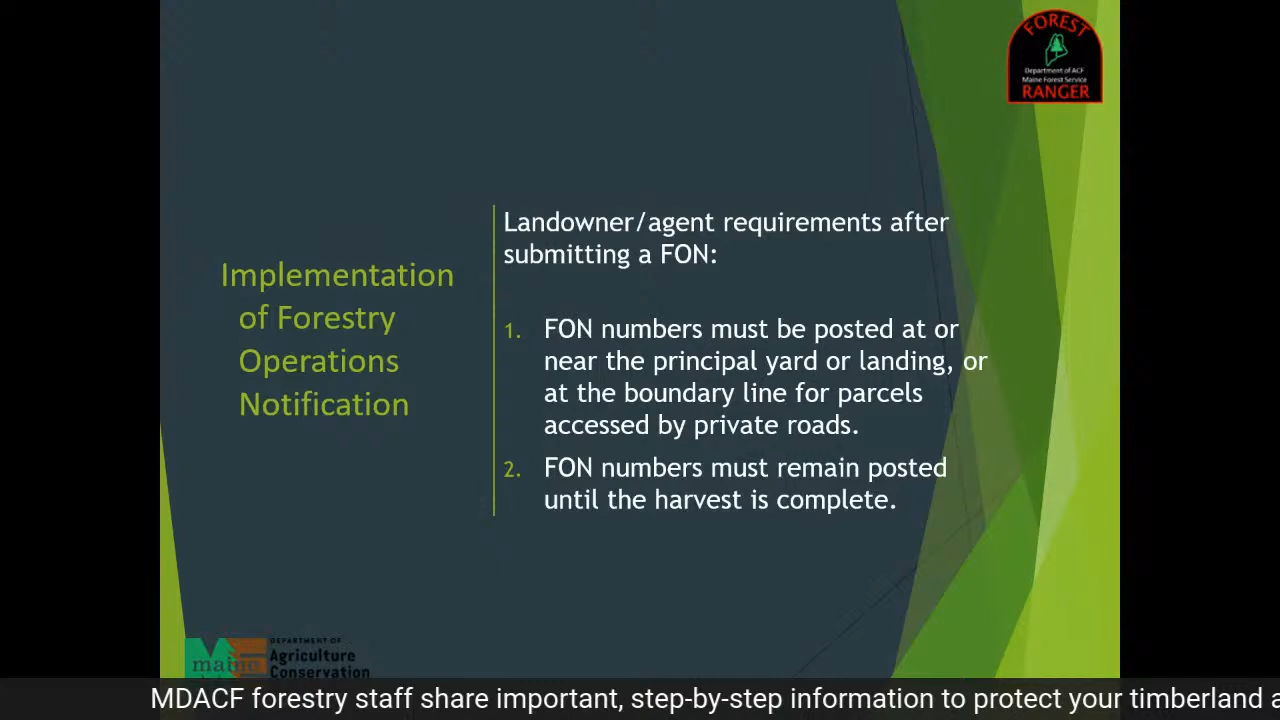 FOREST
Department of ACF
Maine Forest Service
RANGER
Implementation
of Forestry
Operations
Notification
Landowner/agent requirements after
submitting a FON:
1. FON numbers must be posted at or
near the principal yard or landing, or
at the boundary line for parcels
accessed by private roads.
2. FON numbers must remain posted
until the harvest is complete.
maine
DEPARTMENT OF
Agriculture
Conservation
MDACF forestry staff share important, step-by-step information to protect your timberland a